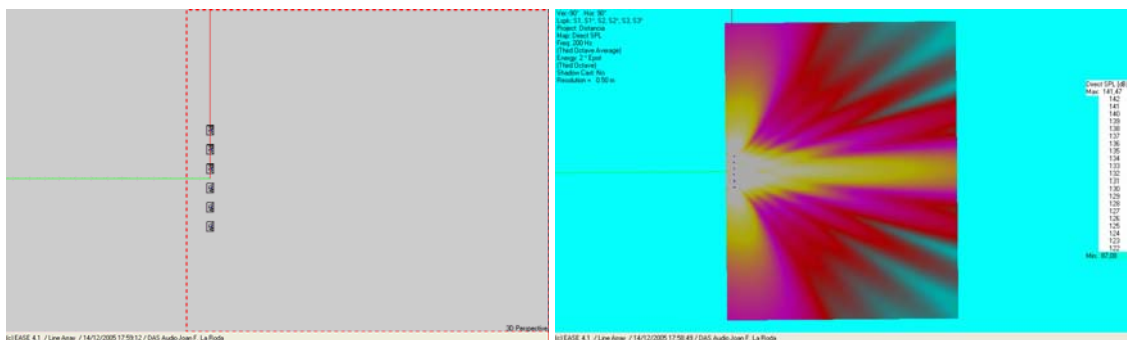 3D Perspective
(c) EASE 4.1 / Line Array / 14/12/2005 17:59:12 / DAS Audio Joan F. La Roda
Ver: 90° Hor: 90°
Lspk: S1, S1*, S2, S2*, S3, S3*
Project: Distancia
Map: Direct SPL
Freq: 200 Hz
(Third Octave Average)
Energy: 2 * Epot
(Third Octave)
Shadow Cast: No
Resolution = 0.50 m
Direct SPL [dB]
Max: 141,47
142
141
140
139
138
137
136
135
134
133
132
131
130
129
128
127
126
125
124
123
122
(c) EASE 4.1 / Line Array / 14/12/2005 17:58:49 / DAS Audio Joan F. La Roda